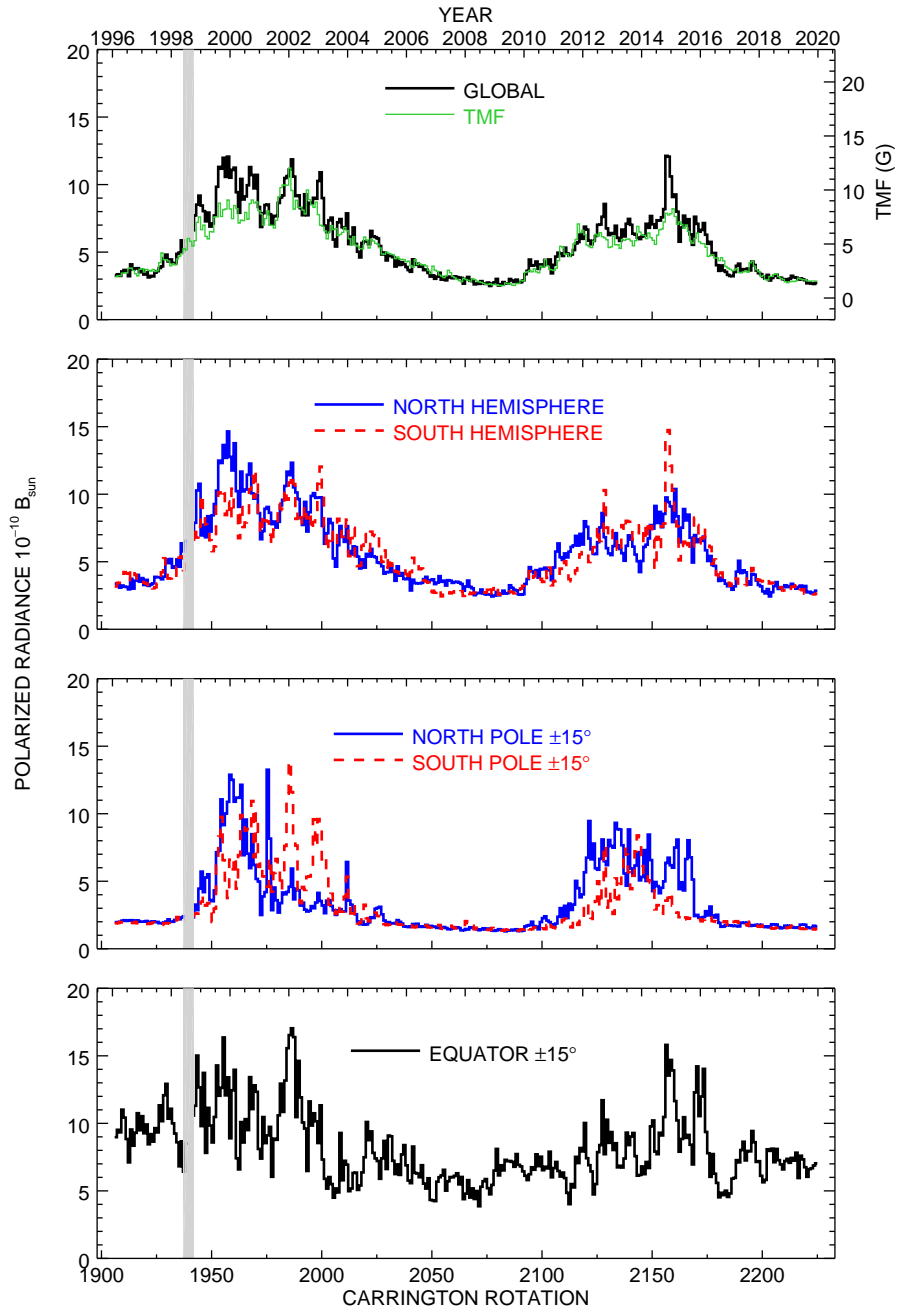 YEAR
1996 1998 2000 2002 2004 2006 2008 2010 2012 2014 2016 2018 2020
20
15
10
5
0
GLOBAL
TMF
20
15
10
5
0
TMF (G)
20
15
10
5
0
NORTH HEMISPHERE
SOUTH HEMISPHERE
POLARIZED RADIANCE 10⁻¹⁰ B_sun
20
15
10
5
0
NORTH POLE ±15°
SOUTH POLE ±15°
20
15
10
5
0
EQUATOR ±15°
1900 1950 2000 2050 2100 2150 2200
CARRINGTON ROTATION